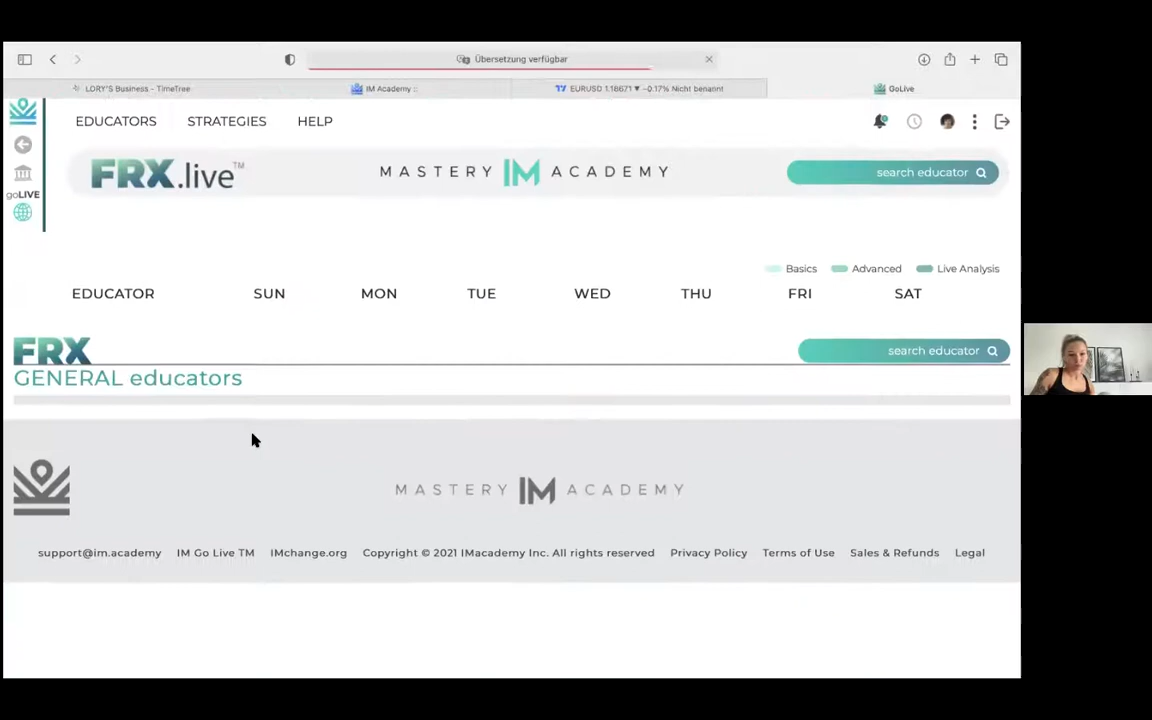 Übersetzung verfügbar
LORY'S Business - TimeTree
IM Academy ::
EURUSD 1.18671 ▼ −0.17% Nicht benannt
GoLive
EDUCATORS STRATEGIES HELP
goLIVE
FRX.live™
MASTERY IM ACADEMY
search educator
Basics Advanced Live Analysis
EDUCATOR SUN MON TUE WED THU FRI SAT
FRX
search educator
GENERAL educators
MASTERY IM ACADEMY
support@im.academy IM Go Live TM IMchange.org Copyright © 2021 IMacademy Inc. All rights reserved Privacy Policy Terms of Use Sales & Refunds Legal